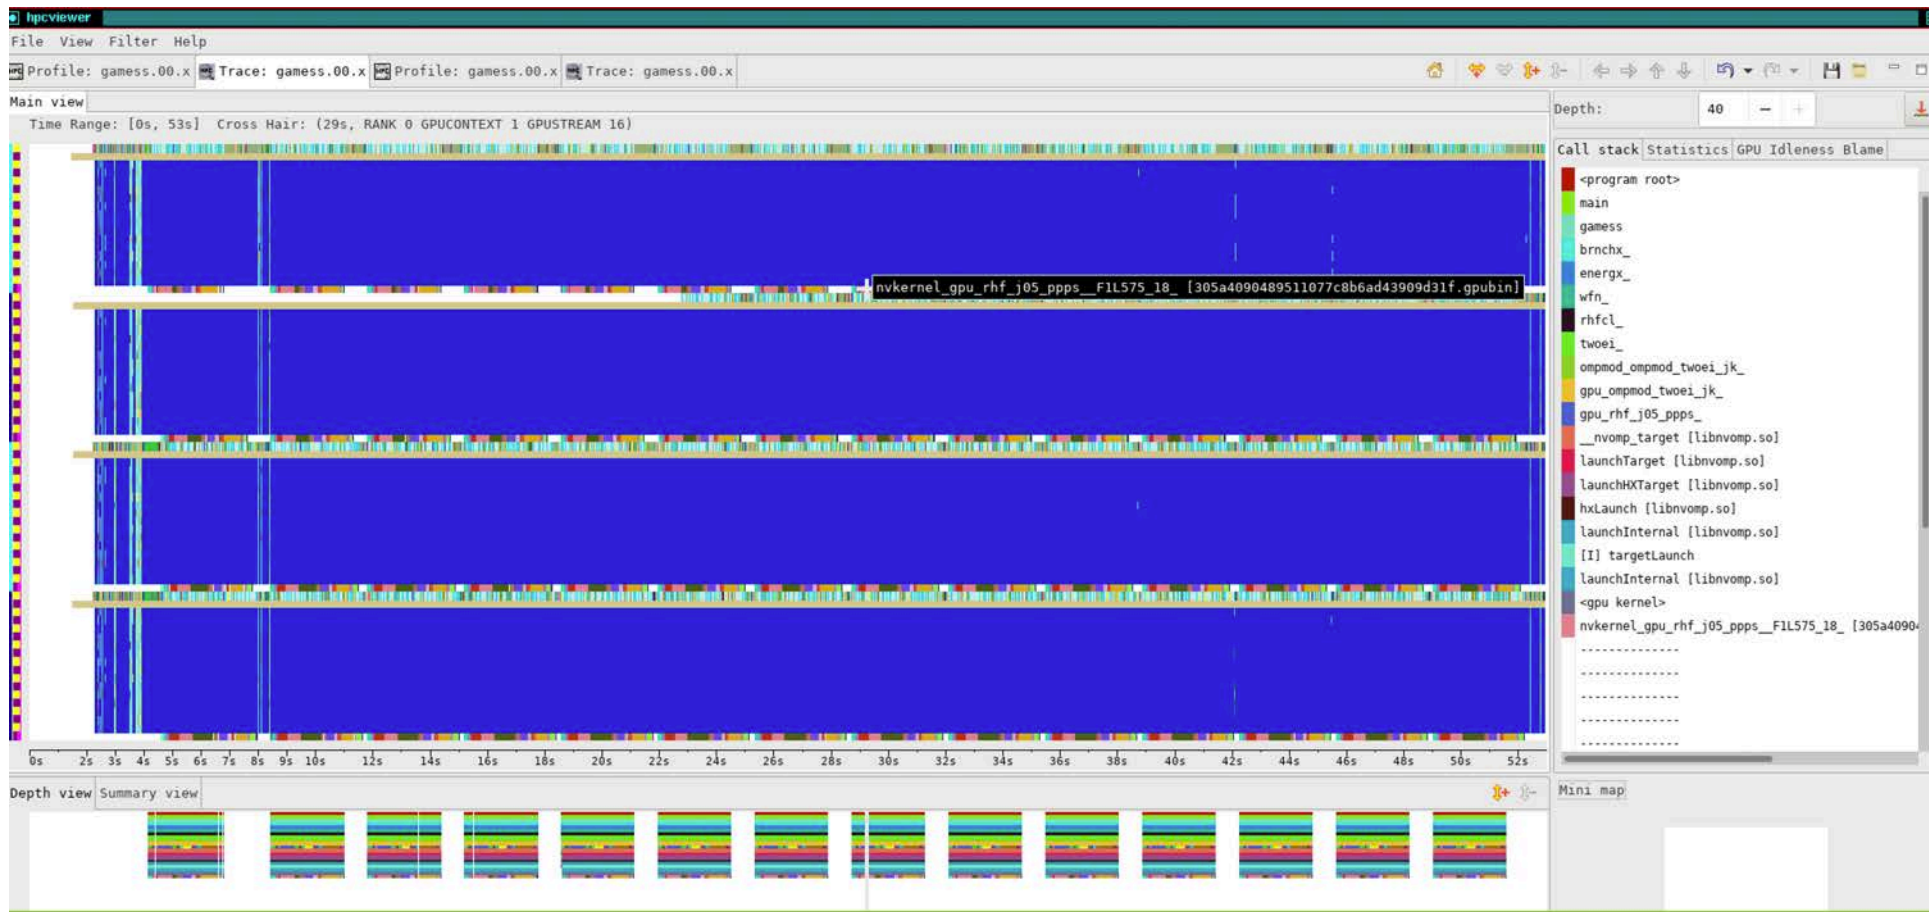 hpcviewer
File View Filter Help
Profile: gamess.00.x Trace: gamess.00.x Profile: gamess.00.x Trace: gamess.00.x
Main view
Time Range: [0s, 53s] Cross Hair: (29s, RANK 0 GPUCONTEXT 1 GPUSTREAM 16)
nvkernel_gpu_rhf_j05_ppps__F1L575_18_ [305a4090489511077c8b6ad43909d31f.gpubin]
0s 2s 3s 4s 5s 6s 7s 8s 9s 10s 12s 14s 16s 18s 20s 22s 24s 26s 28s 30s 32s 34s 36s 38s 40s 42s 44s 46s 48s 50s 52s
Depth view Summary view
Depth: 40 - +
Call stack Statistics GPU Idleness Blame
<program root>
main
gamess
brnchx_
energx_
wfn_
rhfcl_
twoei_
ompmod_ompmod_twoei_jk_
gpu_ompmod_twoei_jk_
gpu_rhf_j05_ppps_
__nvomp_target [libnvomp.so]
launchTarget [libnvomp.so]
launchHXTarget [libnvomp.so]
hxLaunch [libnvomp.so]
launchInternal [libnvomp.so]
[I] targetLaunch
launchInternal [libnvomp.so]
<gpu kernel>
nvkernel_gpu_rhf_j05_ppps__F1L575_18_ [305a4090
--------------
--------------
--------------
--------------
--------------
Mini map